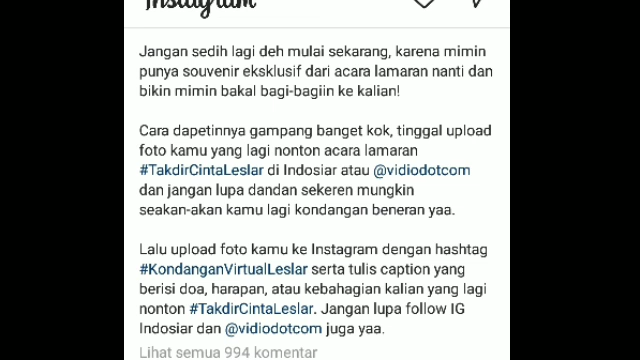 Instagram
Jangan sedih lagi deh mulai sekarang, karena mimin
punya souvenir eksklusif dari acara lamaran nanti dan
bikin mimin bakal bagi-bagiin ke kalian!
Cara dapetinnya gampang banget kok, tinggal upload
foto kamu yang lagi nonton acara lamaran
#TakdirCintaLeslar di Indosiar atau @vidiodotcom
dan jangan lupa dandan sekeren mungkin
seakan-akan kamu lagi kondangan beneran yaa.
Lalu upload foto kamu ke Instagram dengan hashtag
#KondanganVirtualLeslar serta tulis caption yang
berisi doa, harapan, atau kebahagian kalian yang lagi
nonton #TakdirCintaLeslar. Jangan lupa follow IG
Indosiar dan @vidiodotcom juga yaa.
Lihat semua 994 komentar